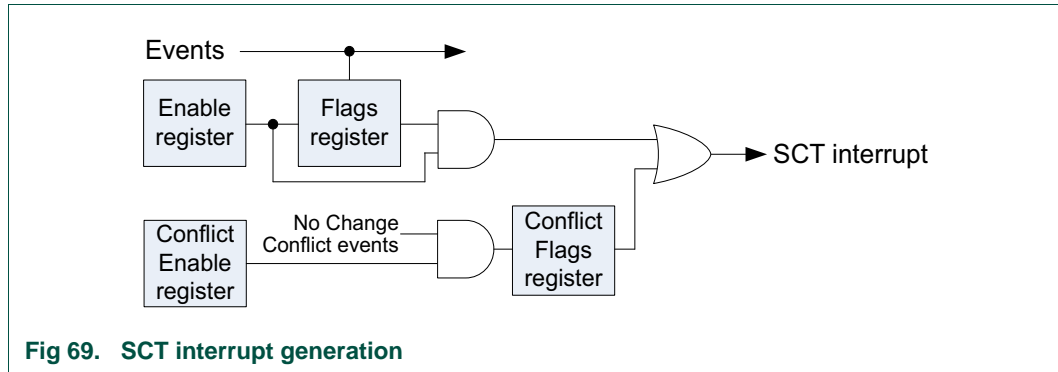 Events
Enable
register
Flags
register
SCT interrupt
No Change
Conflict events
Conflict
Enable
register
Conflict
Flags
register
Fig 69. SCT interrupt generation